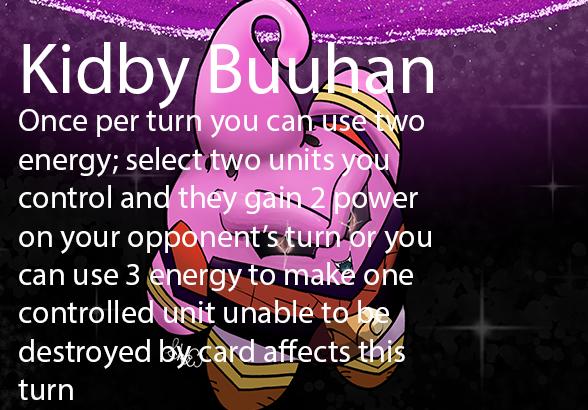 Kidby Buuhan
Once per turn you can use two
energy; select two units you
control and they gain 2 power
on your opponent’s turn or you
can use 3 energy to make one
controlled unit unable to be
destroyed by card affects this
turn